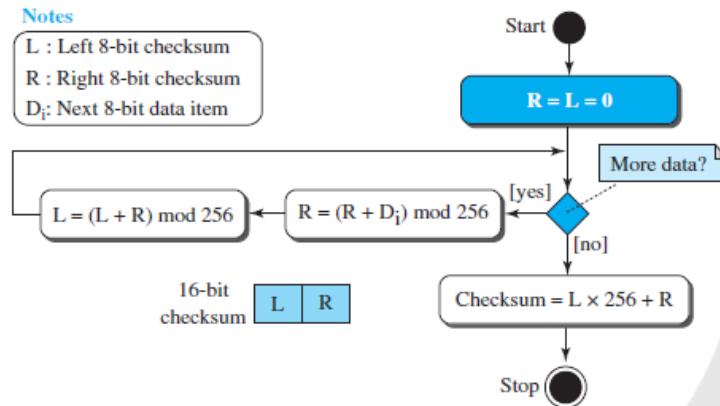 Notes
L : Left 8-bit checksum
R : Right 8-bit checksum
Di: Next 8-bit data item
Start
R = L = 0
More data?
[yes]
R = (R + Di) mod 256
L = (L + R) mod 256
[no]
16-bit
checksum
L R
Checksum = L × 256 + R
Stop